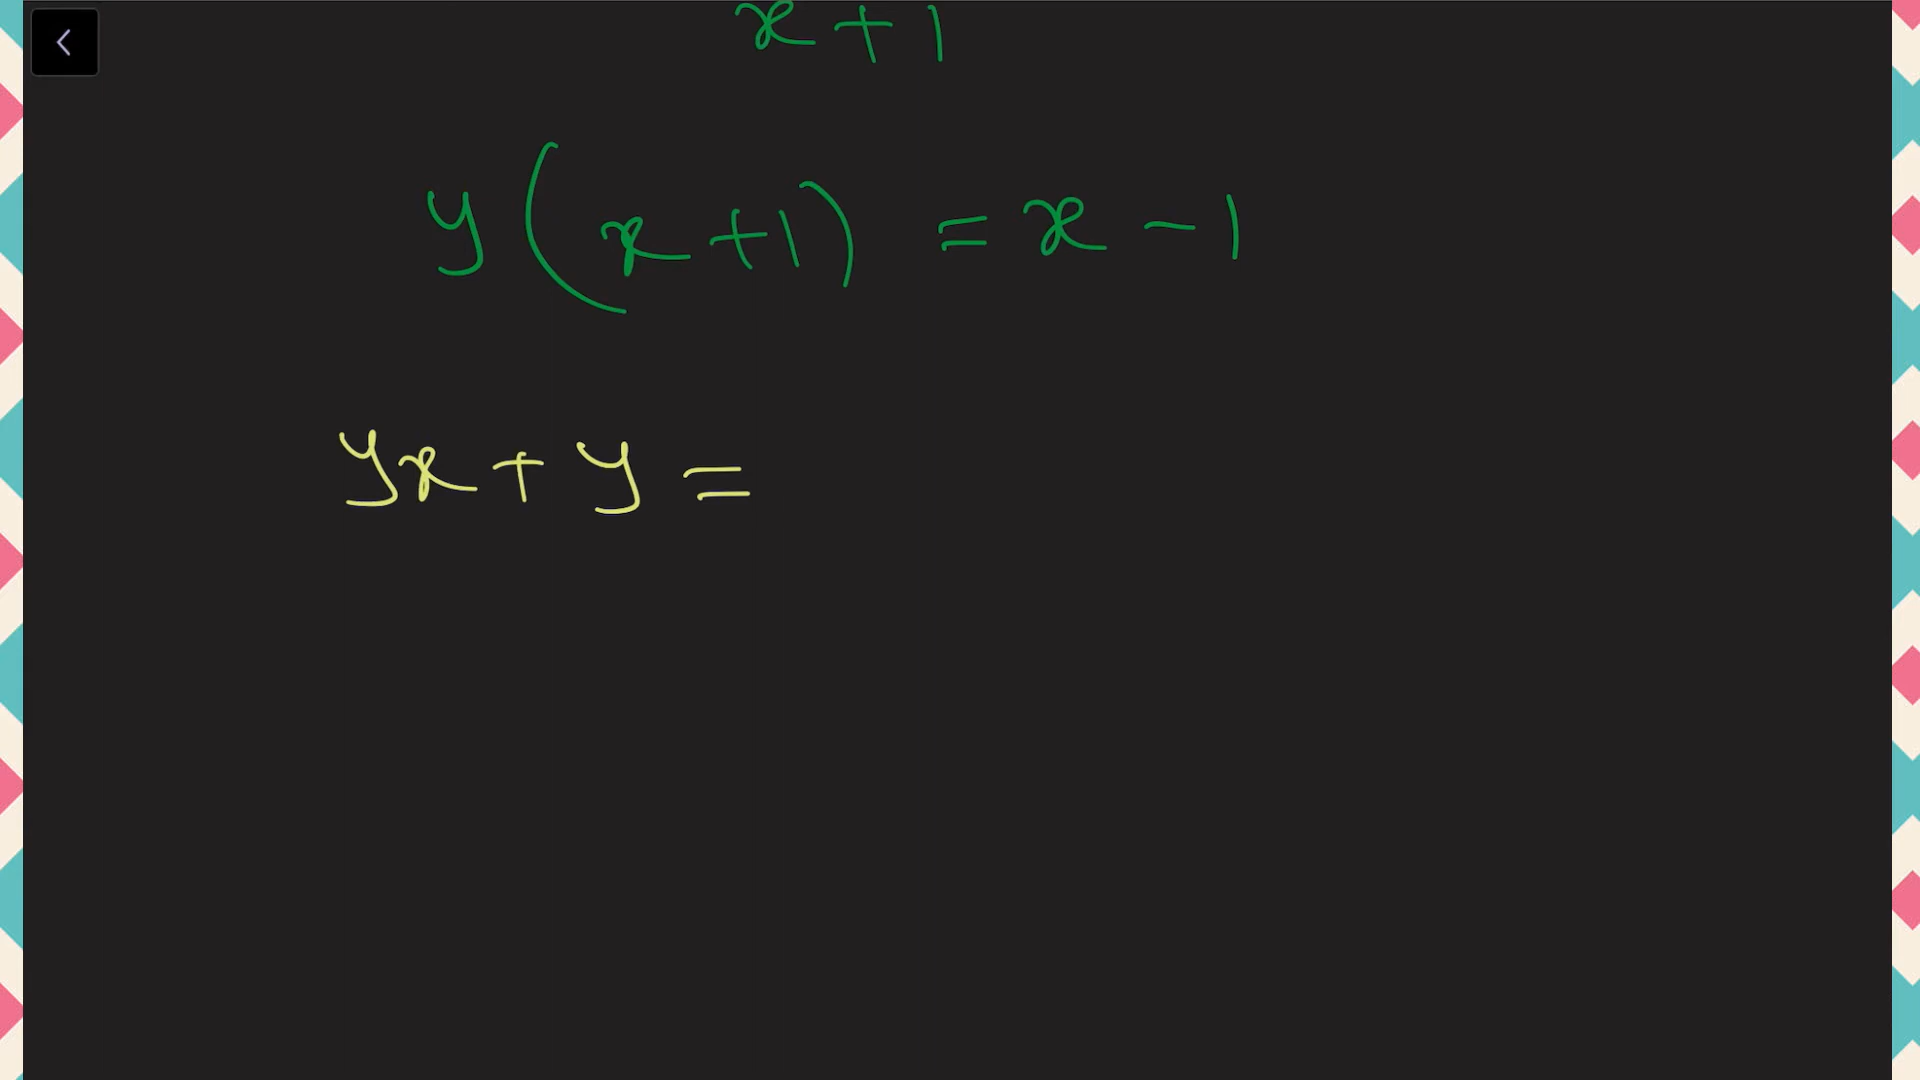 x + 1
y ( x + 1 ) = x - 1
yx + y =